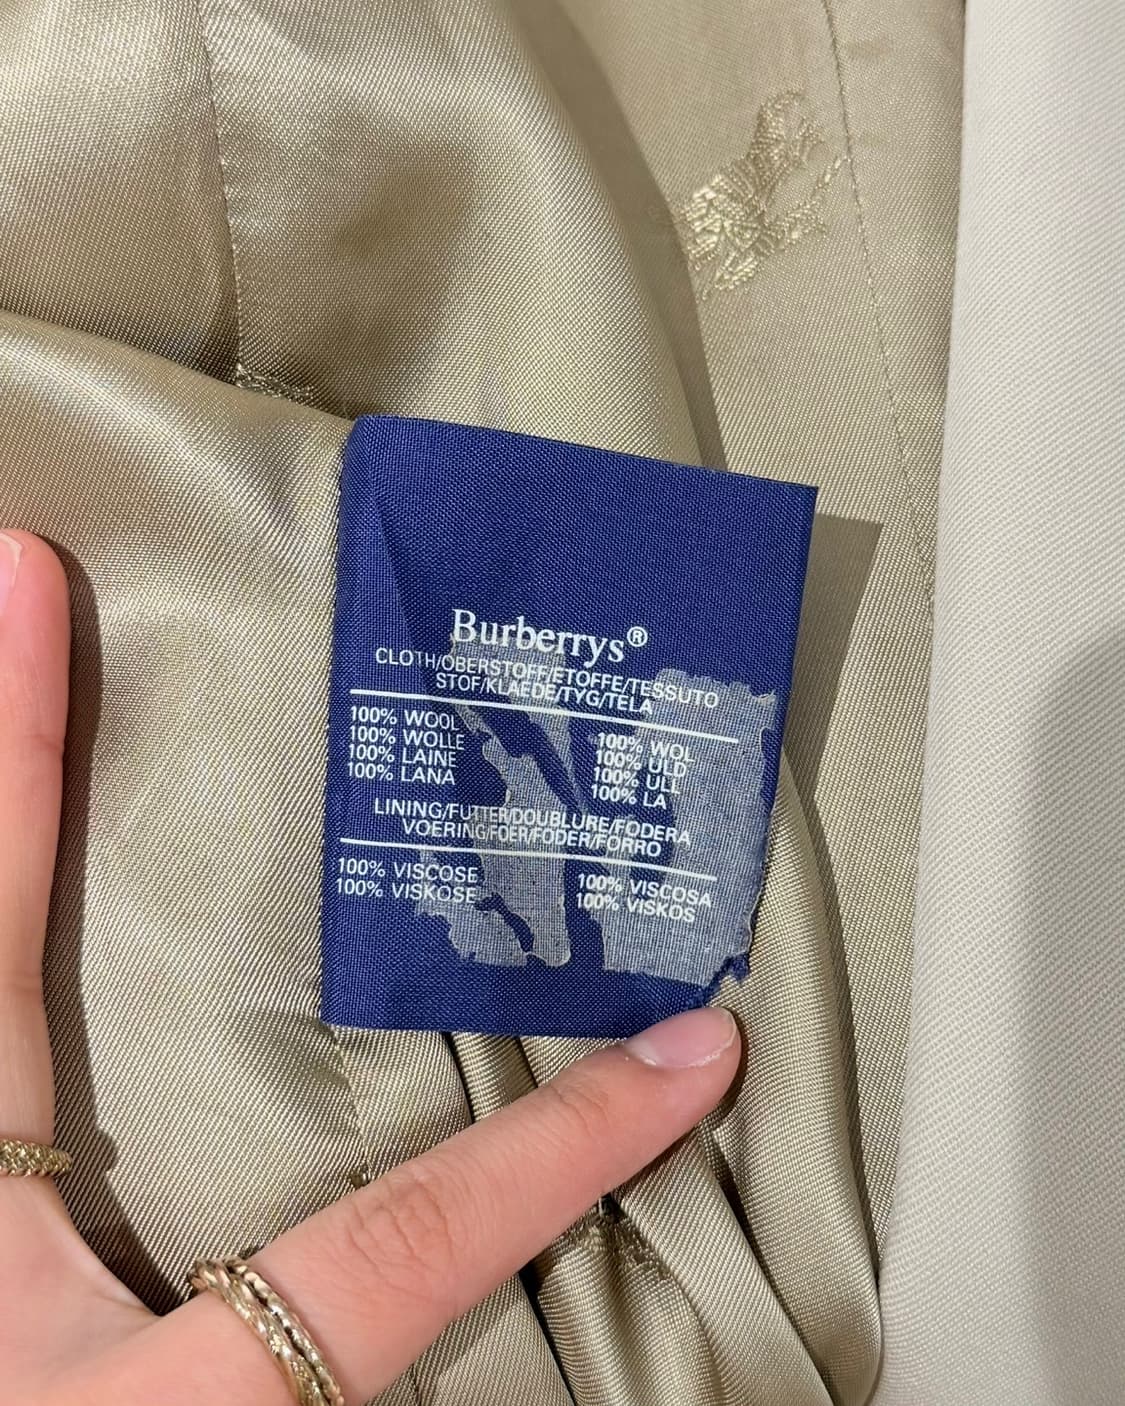 Burberrys®
CLOTH/OBERSTOFF/ETOFFE/TESSUTO
STOF/KLAEDE/TYG/TELA
100% WOOL
100% WOLLE
100% LAINE
100% LANA
100% WOL
100% ULD
100% ULL
100% LA
LINING/FUTTER/DOUBLURE/FODERA
VOERING/FOER/FODER/FORRO
100% VISCOSE
100% VISKOSE
100% VISCOSA
100% VISKOS